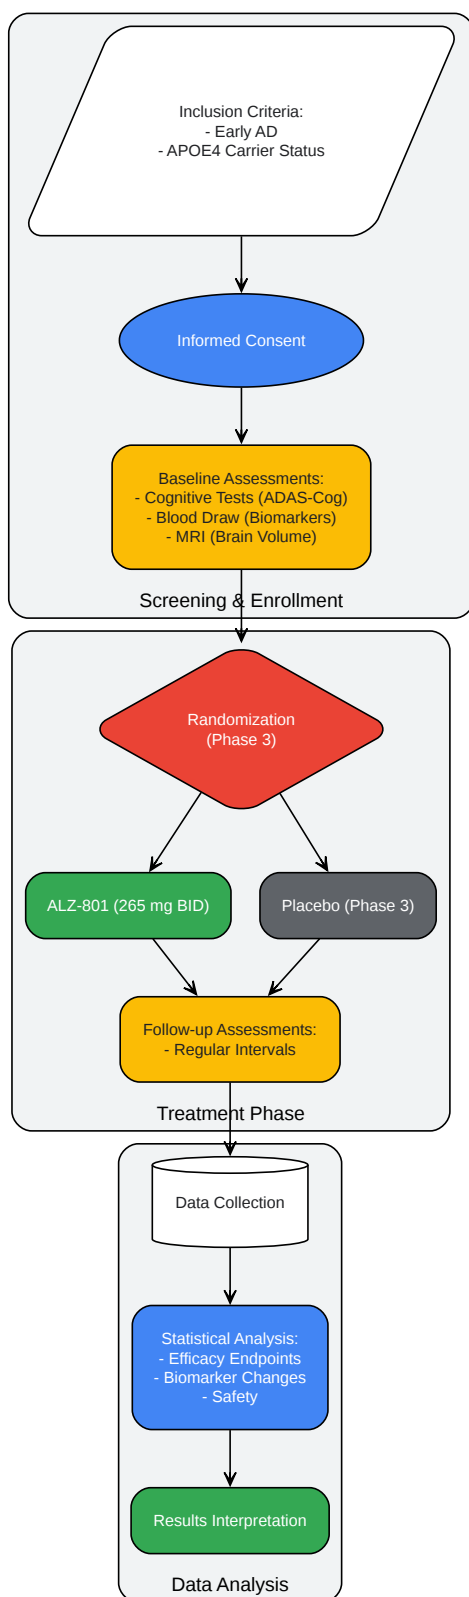 Inclusion Criteria:
- Early AD
- APOE4 Carrier Status
Informed Consent
Baseline Assessments:
- Cognitive Tests (ADAS-Cog)
- Blood Draw (Biomarkers)
- MRI (Brain Volume)
Screening & Enrollment
Randomization
(Phase 3)
ALZ-801 (265 mg BID)
Placebo (Phase 3)
Follow-up Assessments:
- Regular Intervals
Treatment Phase
Data Collection
Statistical Analysis:
- Efficacy Endpoints
- Biomarker Changes
- Safety
Results Interpretation
Data Analysis